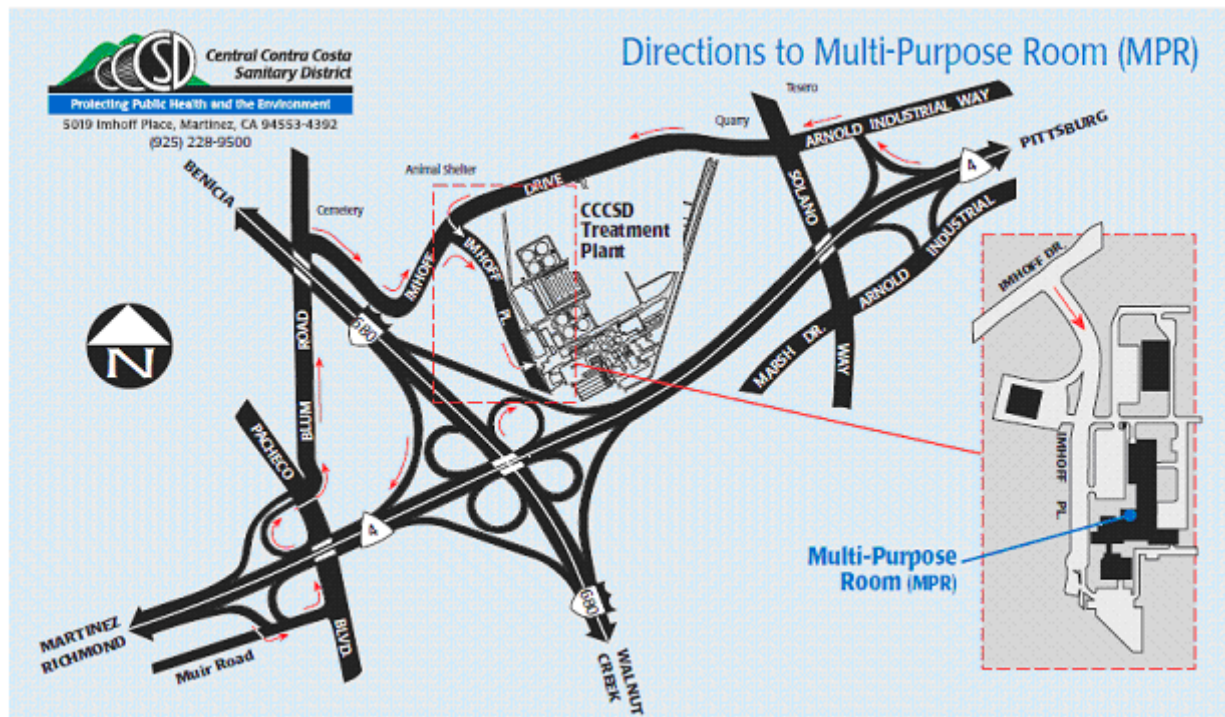 CCCSD
Central Contra Costa
Sanitary District
Protecting Public Health and the Environment
5019 Imhoff Place, Martinez, CA 94553-4392
(925) 228-9500
Directions to Multi-Purpose Room (MPR)
Tesero
Quarry
ARNOLD INDUSTRIAL WAY
PITTSBURG
4
BENICIA
Animal Shelter
Cemetery
DRIVE
SOLANO
WAY
CCCSD
Treatment
Plant
IMHOFF
IMHOFF
PL.
ARNOLD INDUSTRIAL
MARSH DR.
680
N
BLUM ROAD
PACHECO
BLVD.
4
MARTINEZ
RICHMOND
Muir Road
680
WALNUT
CREEK
IMHOFF DR.
IMHOFF PL.
Multi-Purpose
Room (MPR)